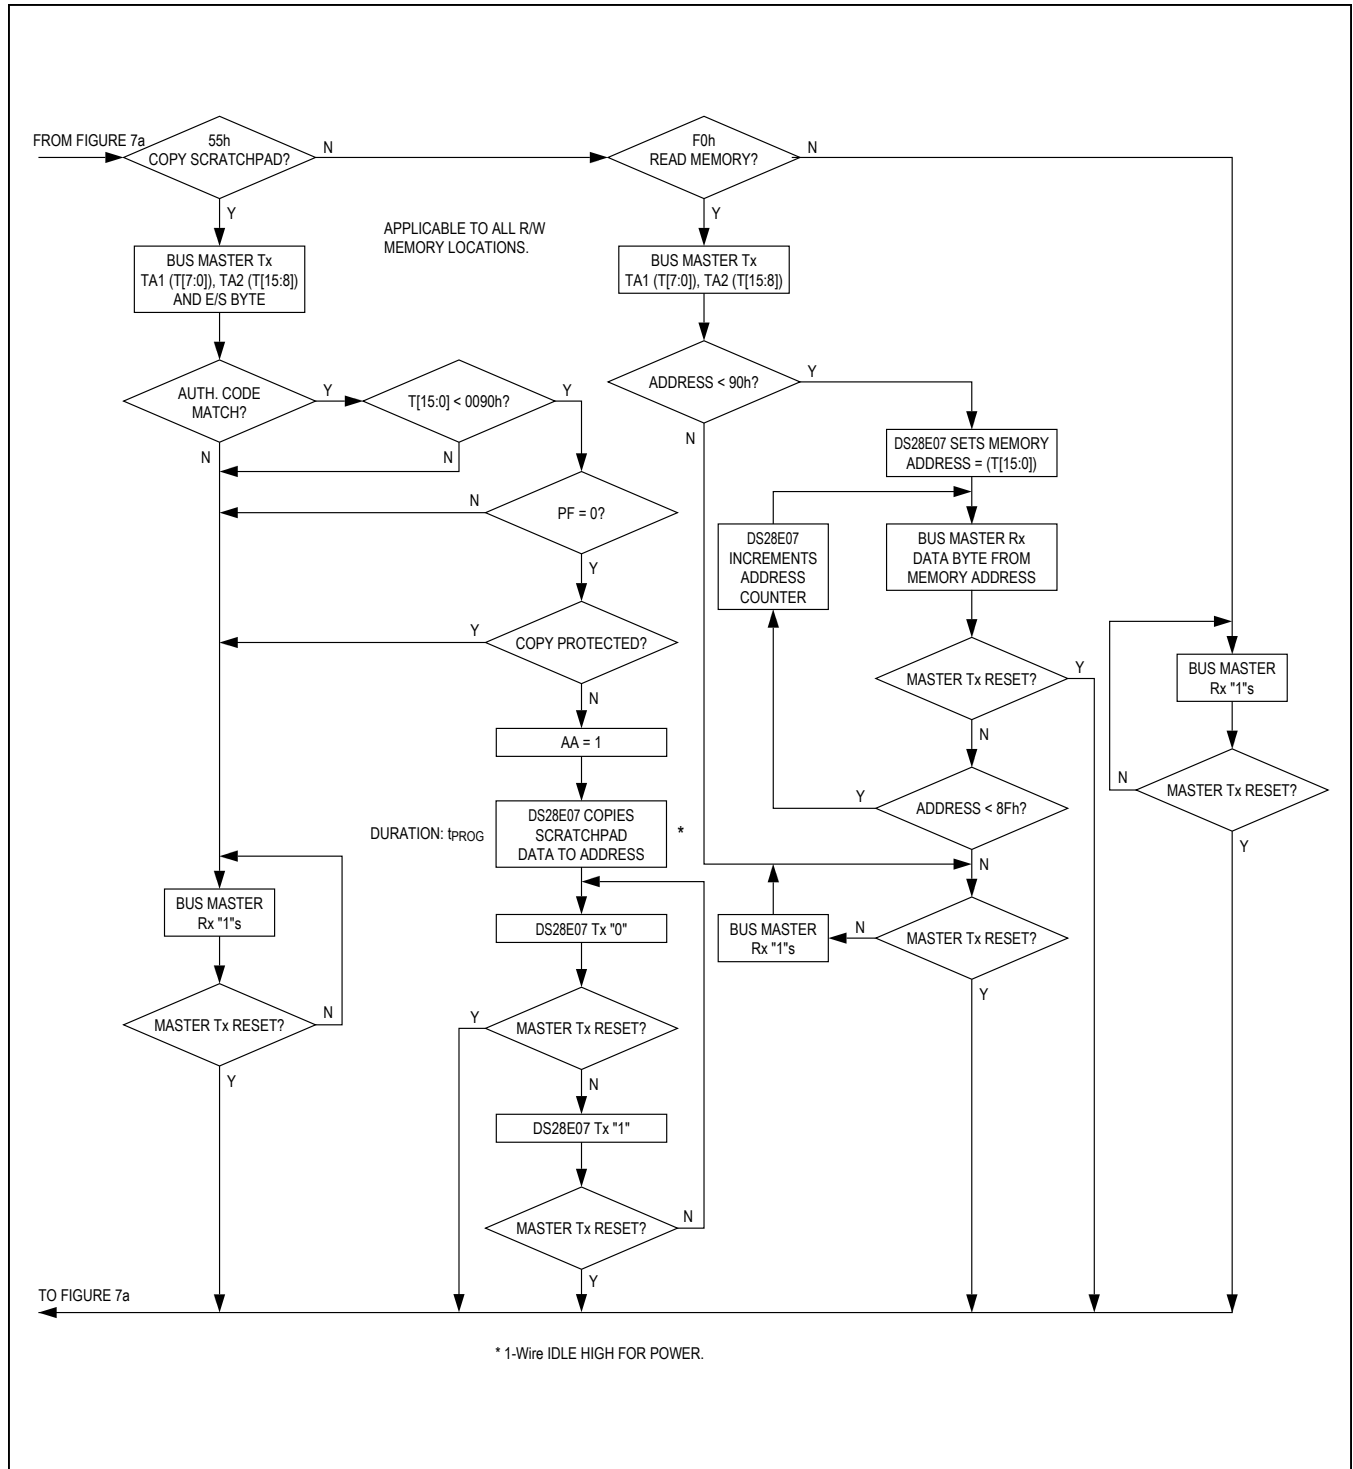 FROM FIGURE 7a
55h
COPY SCRATCHPAD?
N
Y
F0h
READ MEMORY?
N
Y
APPLICABLE TO ALL R/W
MEMORY LOCATIONS.
BUS MASTER Tx
TA1 (T[7:0]), TA2 (T[15:8])
AND E/S BYTE
BUS MASTER Tx
TA1 (T[7:0]), TA2 (T[15:8])
AUTH. CODE
MATCH?
Y
N
T[15:0] < 0090h?
Y
N
ADDRESS < 90h?
Y
N
DS28E07 SETS MEMORY
ADDRESS = (T[15:0])
PF = 0?
N
Y
DS28E07
INCREMENTS
ADDRESS
COUNTER
BUS MASTER Rx
DATA BYTE FROM
MEMORY ADDRESS
COPY PROTECTED?
Y
N
MASTER Tx RESET?
Y
N
BUS MASTER
Rx "1"s
AA = 1
MASTER Tx RESET?
N
Y
ADDRESS < 8Fh?
Y
N
DURATION: tPROG
DS28E07 COPIES
SCRATCHPAD
DATA TO ADDRESS
*
BUS MASTER
Rx "1"s
DS28E07 Tx "0"
BUS MASTER
Rx "1"s
N
MASTER Tx RESET?
Y
MASTER Tx RESET?
N
Y
Y
MASTER Tx RESET?
N
DS28E07 Tx "1"
MASTER Tx RESET?
N
Y
TO FIGURE 7a
* 1-Wire IDLE HIGH FOR POWER.